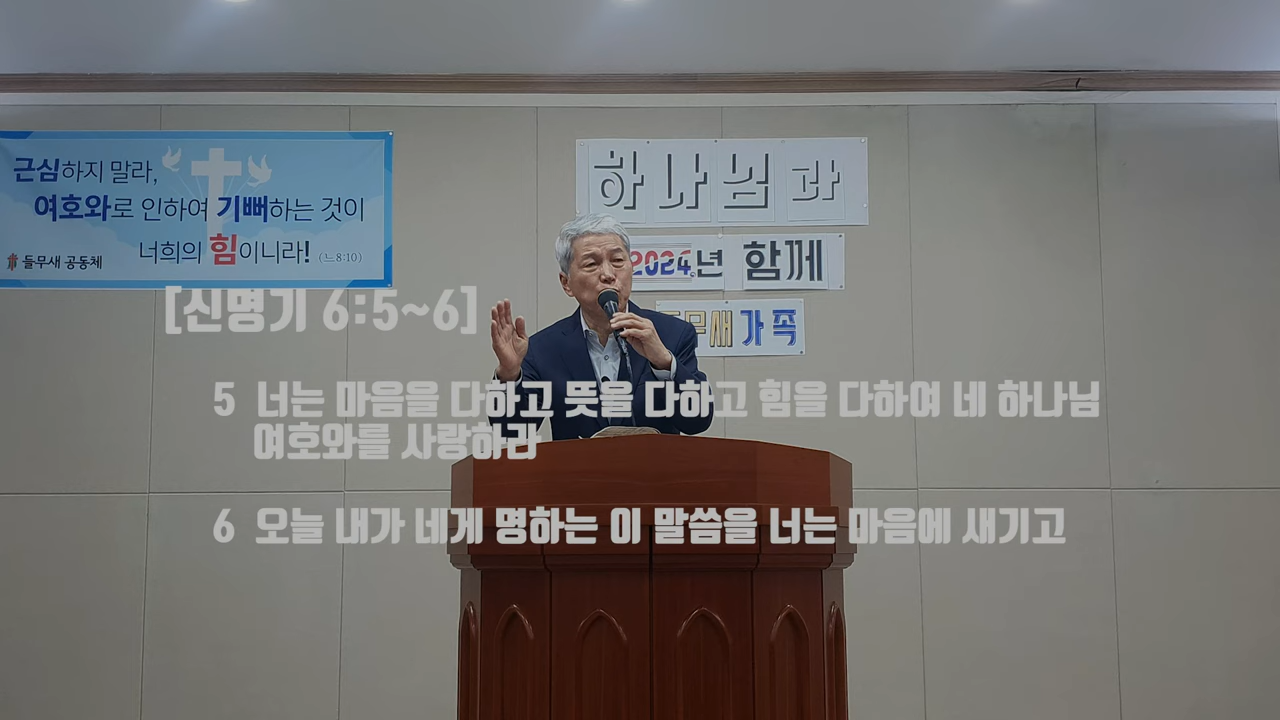 근심하지 말라,
여호와로 인하여 기뻐하는 것이
너희의 힘이니라! (느8:10)
들무새 공동체
하나님과
2024년 함께
무새 가족
[신명기 6:5~6]
5 너는 마음을 다하고 뜻을 다하고 힘을 다하여 네 하나님
여호와를 사랑하라
6 오늘 내가 네게 명하는 이 말씀을 너는 마음에 새기고